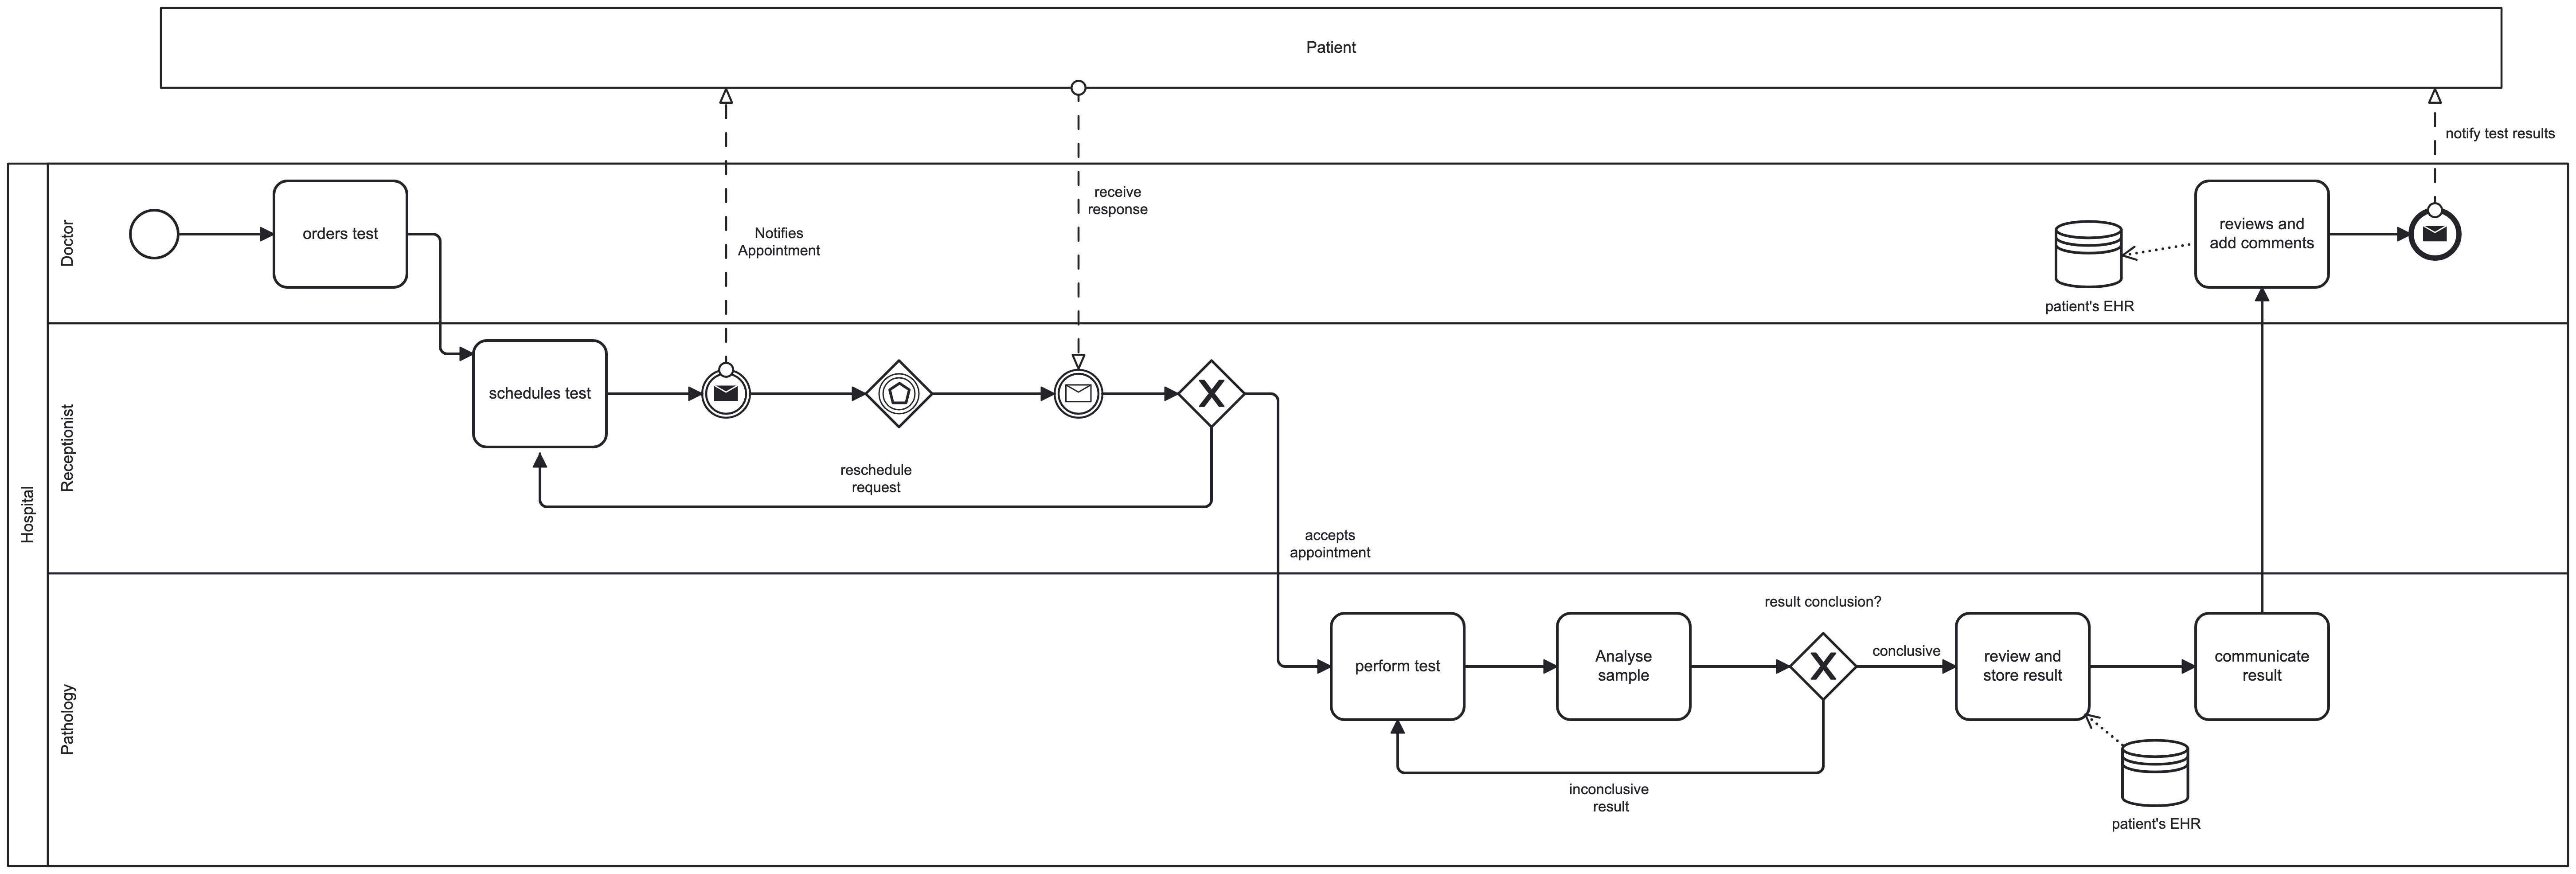 Patient
notify test results
receive
response
Notifies
Appointment
Hospital
Doctor
orders test
patient's EHR
reviews and
add comments
Receptionist
schedules test
reschedule
request
accepts
appointment
Pathology
result conclusion?
perform test
Analyse
sample
X
conclusive
review and
store result
communicate
result
inconclusive
result
patient's EHR
X